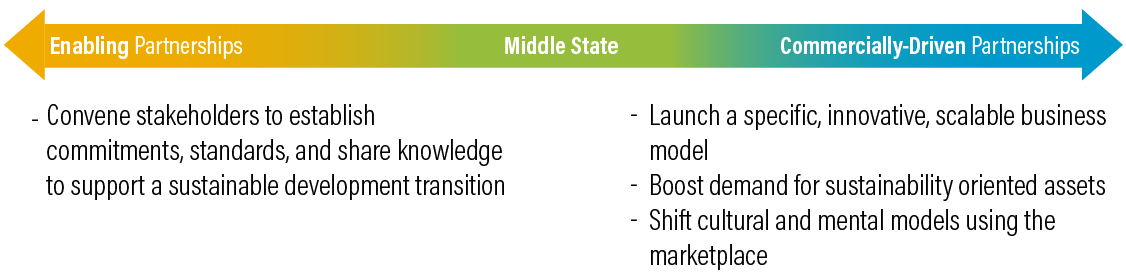 Enabling Partnerships
Middle State
Commercially-Driven Partnerships
- Convene stakeholders to establish
commitments, standards, and share knowledge
to support a sustainable development transition
- Launch a specific, innovative, scalable business
model
- Boost demand for sustainability oriented assets
- Shift cultural and mental models using the
marketplace